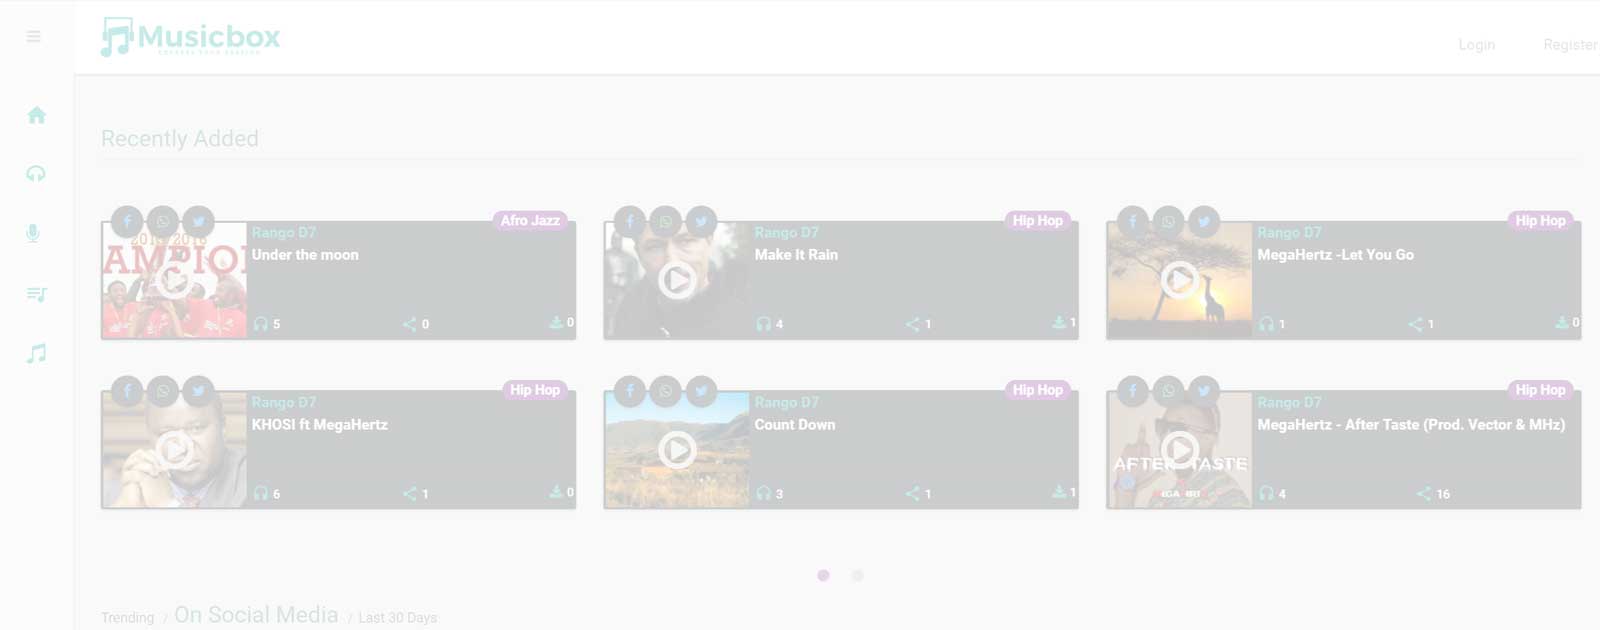 Musicbox
Login
Register
Recently Added
Afro Jazz
Rango D7
Under the moon
5
0
0
Hip Hop
Rango D7
Make It Rain
4
1
1
Hip Hop
Rango D7
MegaHertz -Let You Go
1
1
0
Hip Hop
Rango D7
KHOSI ft MegaHertz
6
1
0
Hip Hop
Rango D7
Count Down
3
1
1
Hip Hop
Rango D7
MegaHertz - After Taste (Prod. Vector & MHz)
AFTER TASTE
4
16
Trending / On Social Media / Last 30 Days